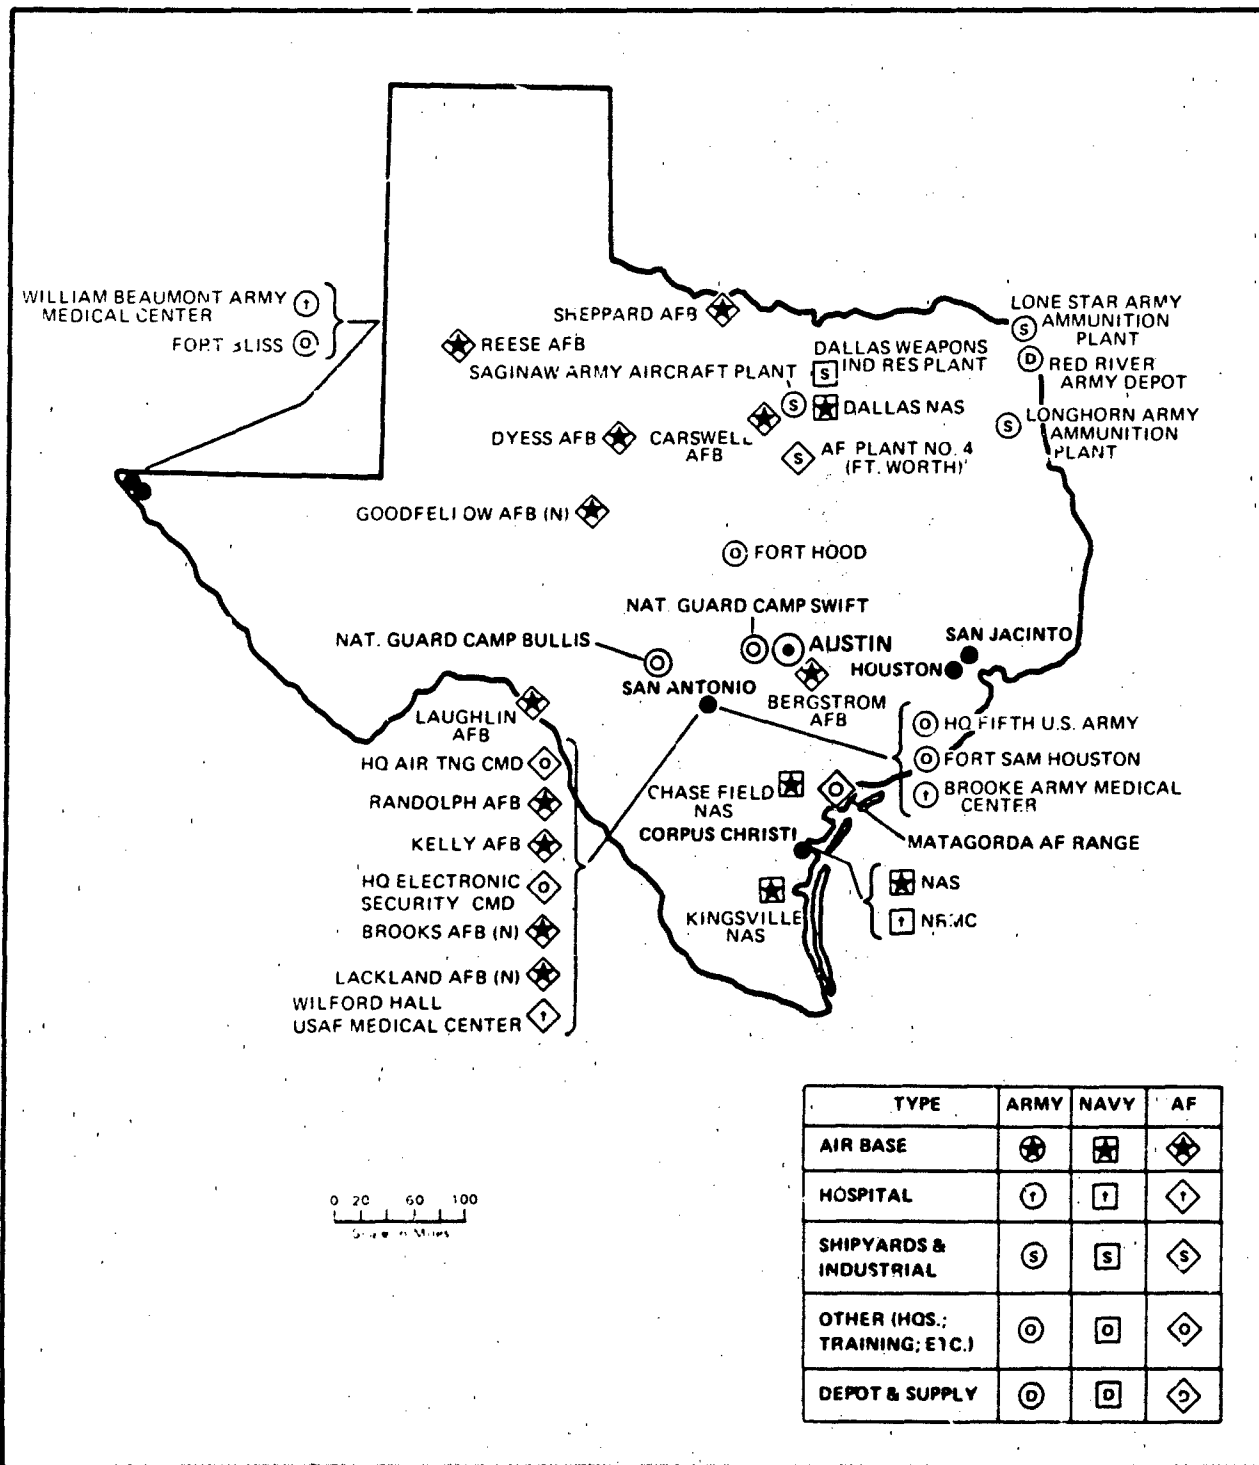 WILLIAM BEAUMONT ARMY
MEDICAL CENTER
FORT BLISS
SHEPPARD AFB
REESE AFB
SAGINAW ARMY AIRCRAFT PLANT
DALLAS WEAPONS
IND RES PLANT
LONE STAR ARMY
AMMUNITION
PLANT
RED RIVER
ARMY DEPOT
DALLAS NAS
LONGHORN ARMY
AMMUNITION
PLANT
DYESS AFB
CARSWELL
AFB
AF PLANT NO. 4
(FT. WORTH)
GOODFELLOW AFB (N)
FORT HOOD
NAT. GUARD CAMP SWIFT
NAT. GUARD CAMP BULLIS
AUSTIN
SAN JACINTO
HOUSTON
SAN ANTONIO
BERGSTROM
AFB
LAUGHLIN
AFB
HQ FIFTH U.S. ARMY
FORT SAM HOUSTON
BROOKE ARMY MEDICAL
CENTER
HQ AIR TNG CMD
RANDOLPH AFB
KELLY AFB
HQ ELECTRONIC
SECURITY CMD
BROOKS AFB (N)
LACKLAND AFB (N)
WILFORD HALL
USAF MEDICAL CENTER
CHASE FIELD
NAS
CORPUS CHRISTI
MATAGORDA AF RANGE
NAS
NRMC
KINGSVILLE
NAS
TYPE ARMY NAVY AF
AIR BASE
HOSPITAL
SHIPYARDS &
INDUSTRIAL S S S
OTHER (HQS.;
TRAINING; ETC.) O O O
DEPOT & SUPPLY D D D
0 20 60 100
Scale in Miles